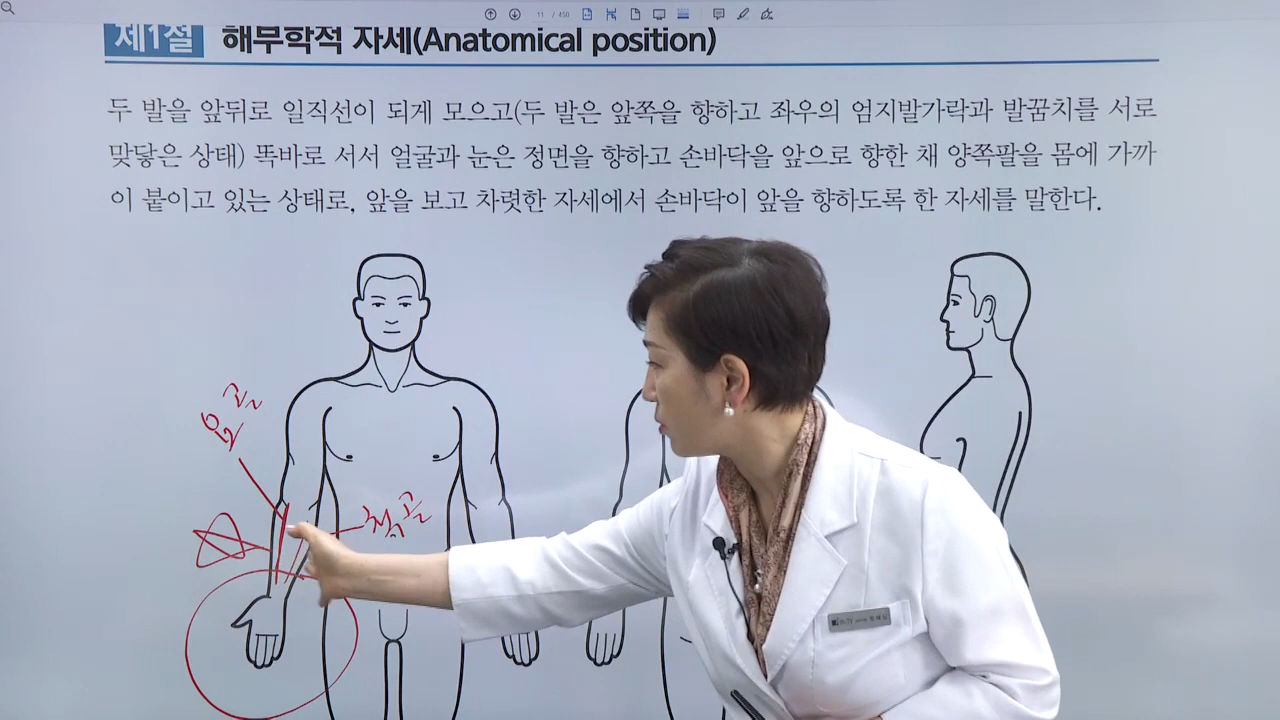 11 / 450
제1절 해부학적 자세(Anatomical position)
두 발을 앞뒤로 일직선이 되게 모으고(두 발은 앞쪽을 향하고 좌우의 엄지발가락과 발꿈치를 서로
맞닿은 상태) 똑바로 서서 얼굴과 눈은 정면을 향하고 손바닥을 앞으로 향한 채 양쪽팔을 몸에 가까
이 붙이고 있는 상태로, 앞을 보고 차렷한 자세에서 손바닥이 앞을 향하도록 한 자세를 말한다.
요골
척골